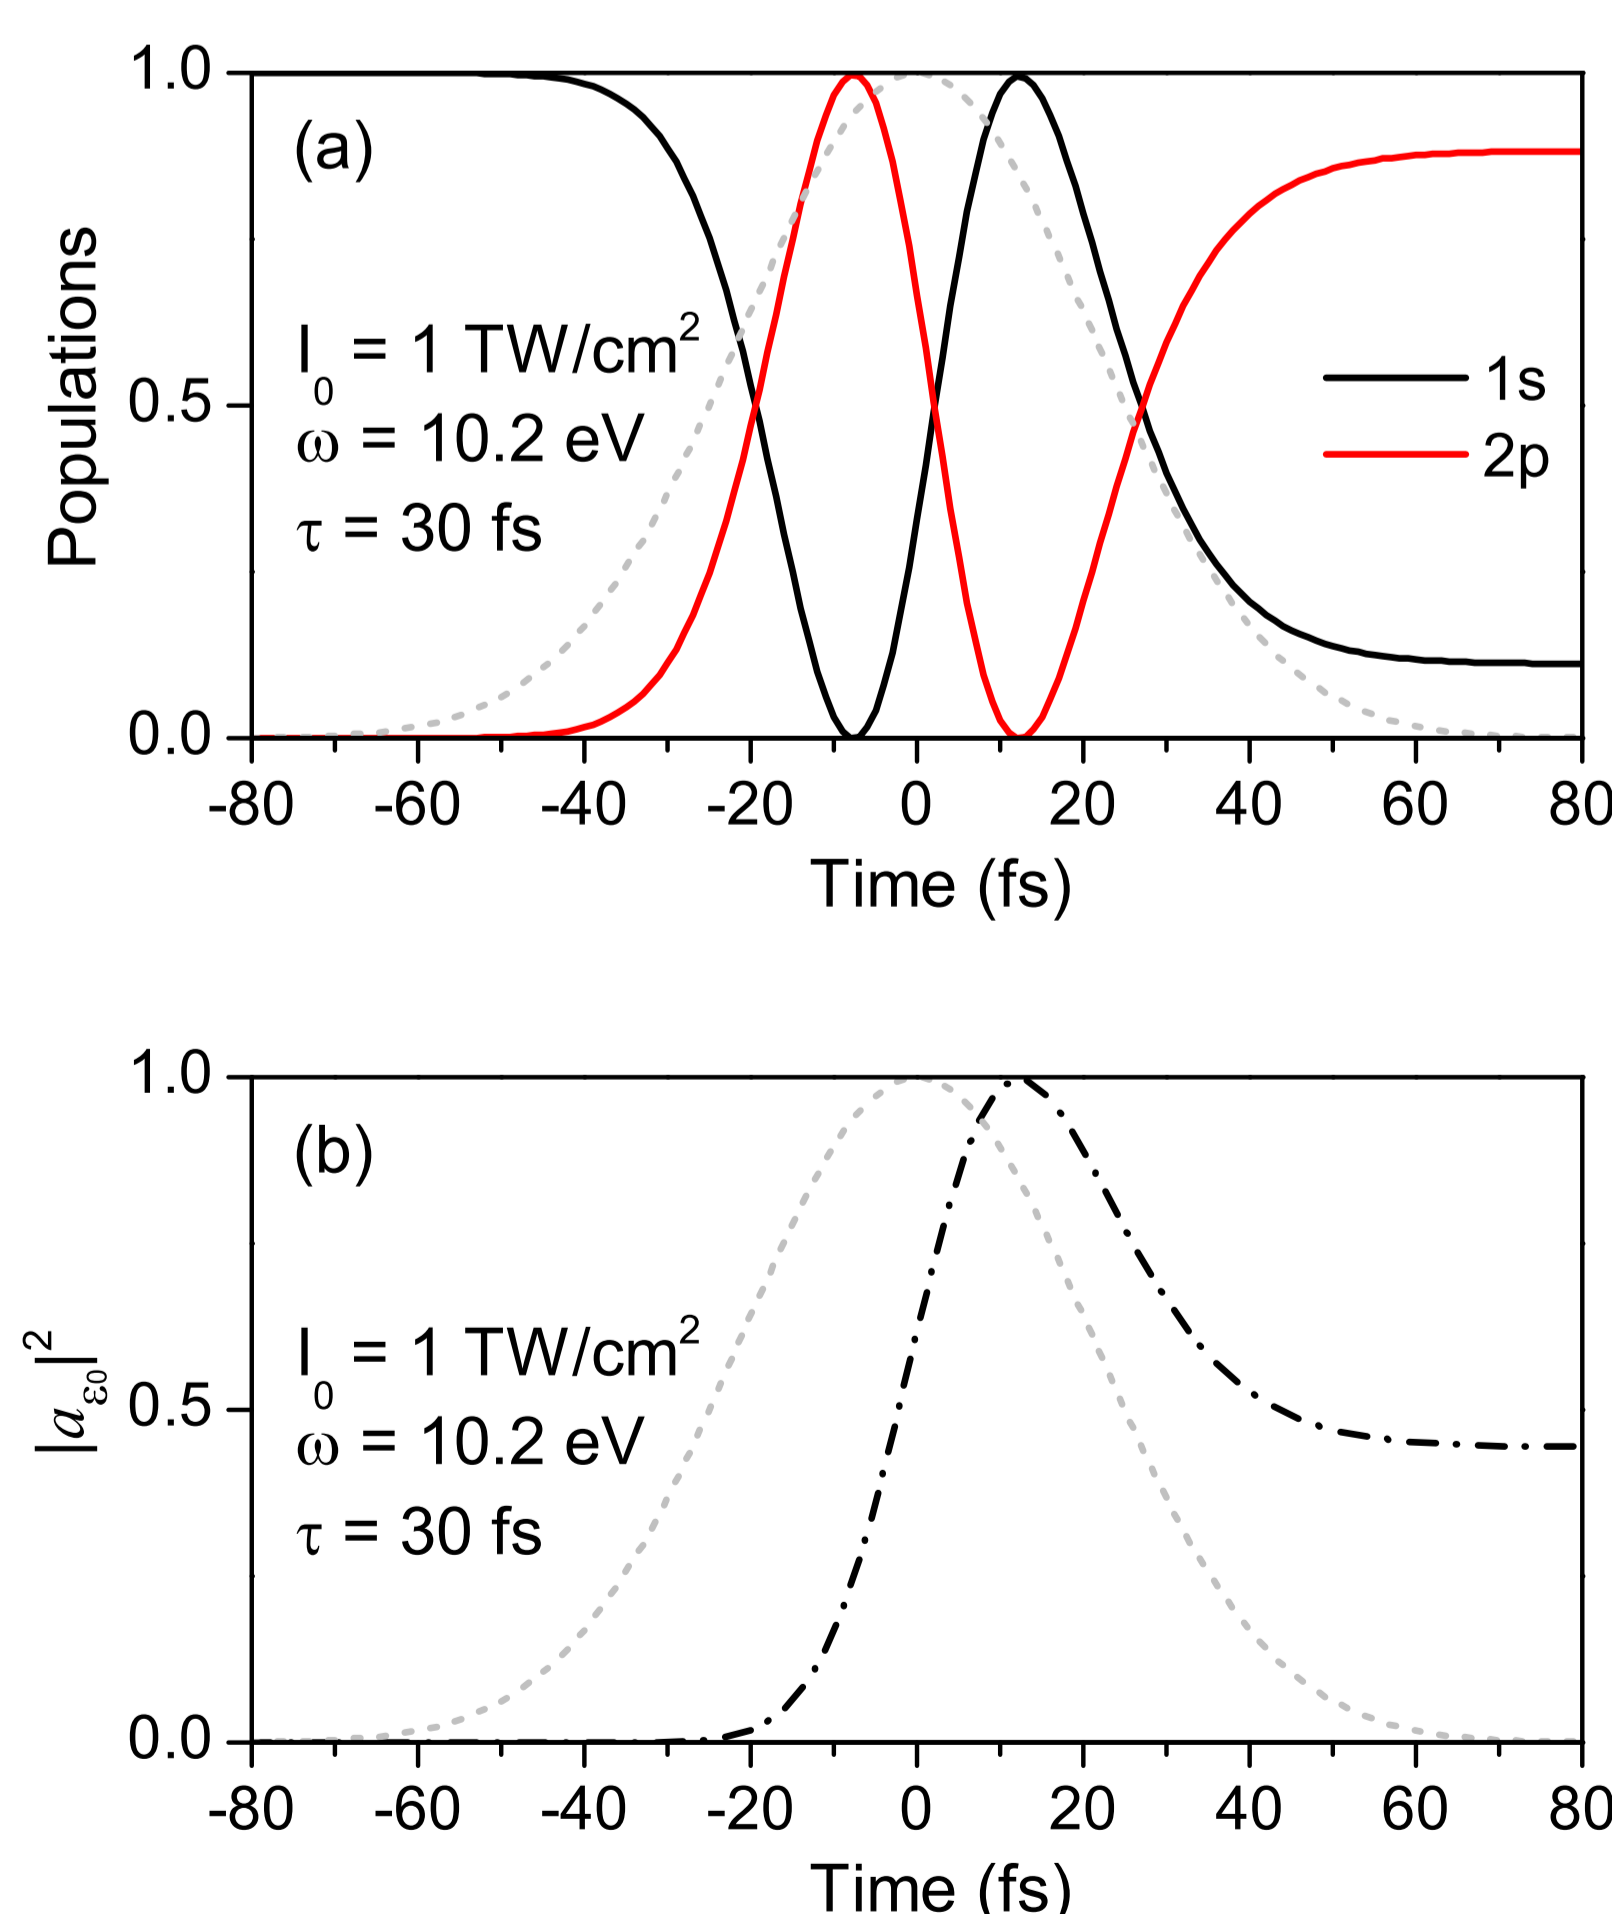 1.0
(a)
Populations
I0 = 1 TW/cm2
0.5
1s
ω = 10.2 eV
2p
τ = 30 fs
0.0
-80 -60 -40 -20 0 20 40 60 80
Time (fs)
1.0
(b)
I0 = 1 TW/cm2
|aε0|2
0.5
ω = 10.2 eV
τ = 30 fs
0.0
-80 -60 -40 -20 0 20 40 60 80
Time (fs)